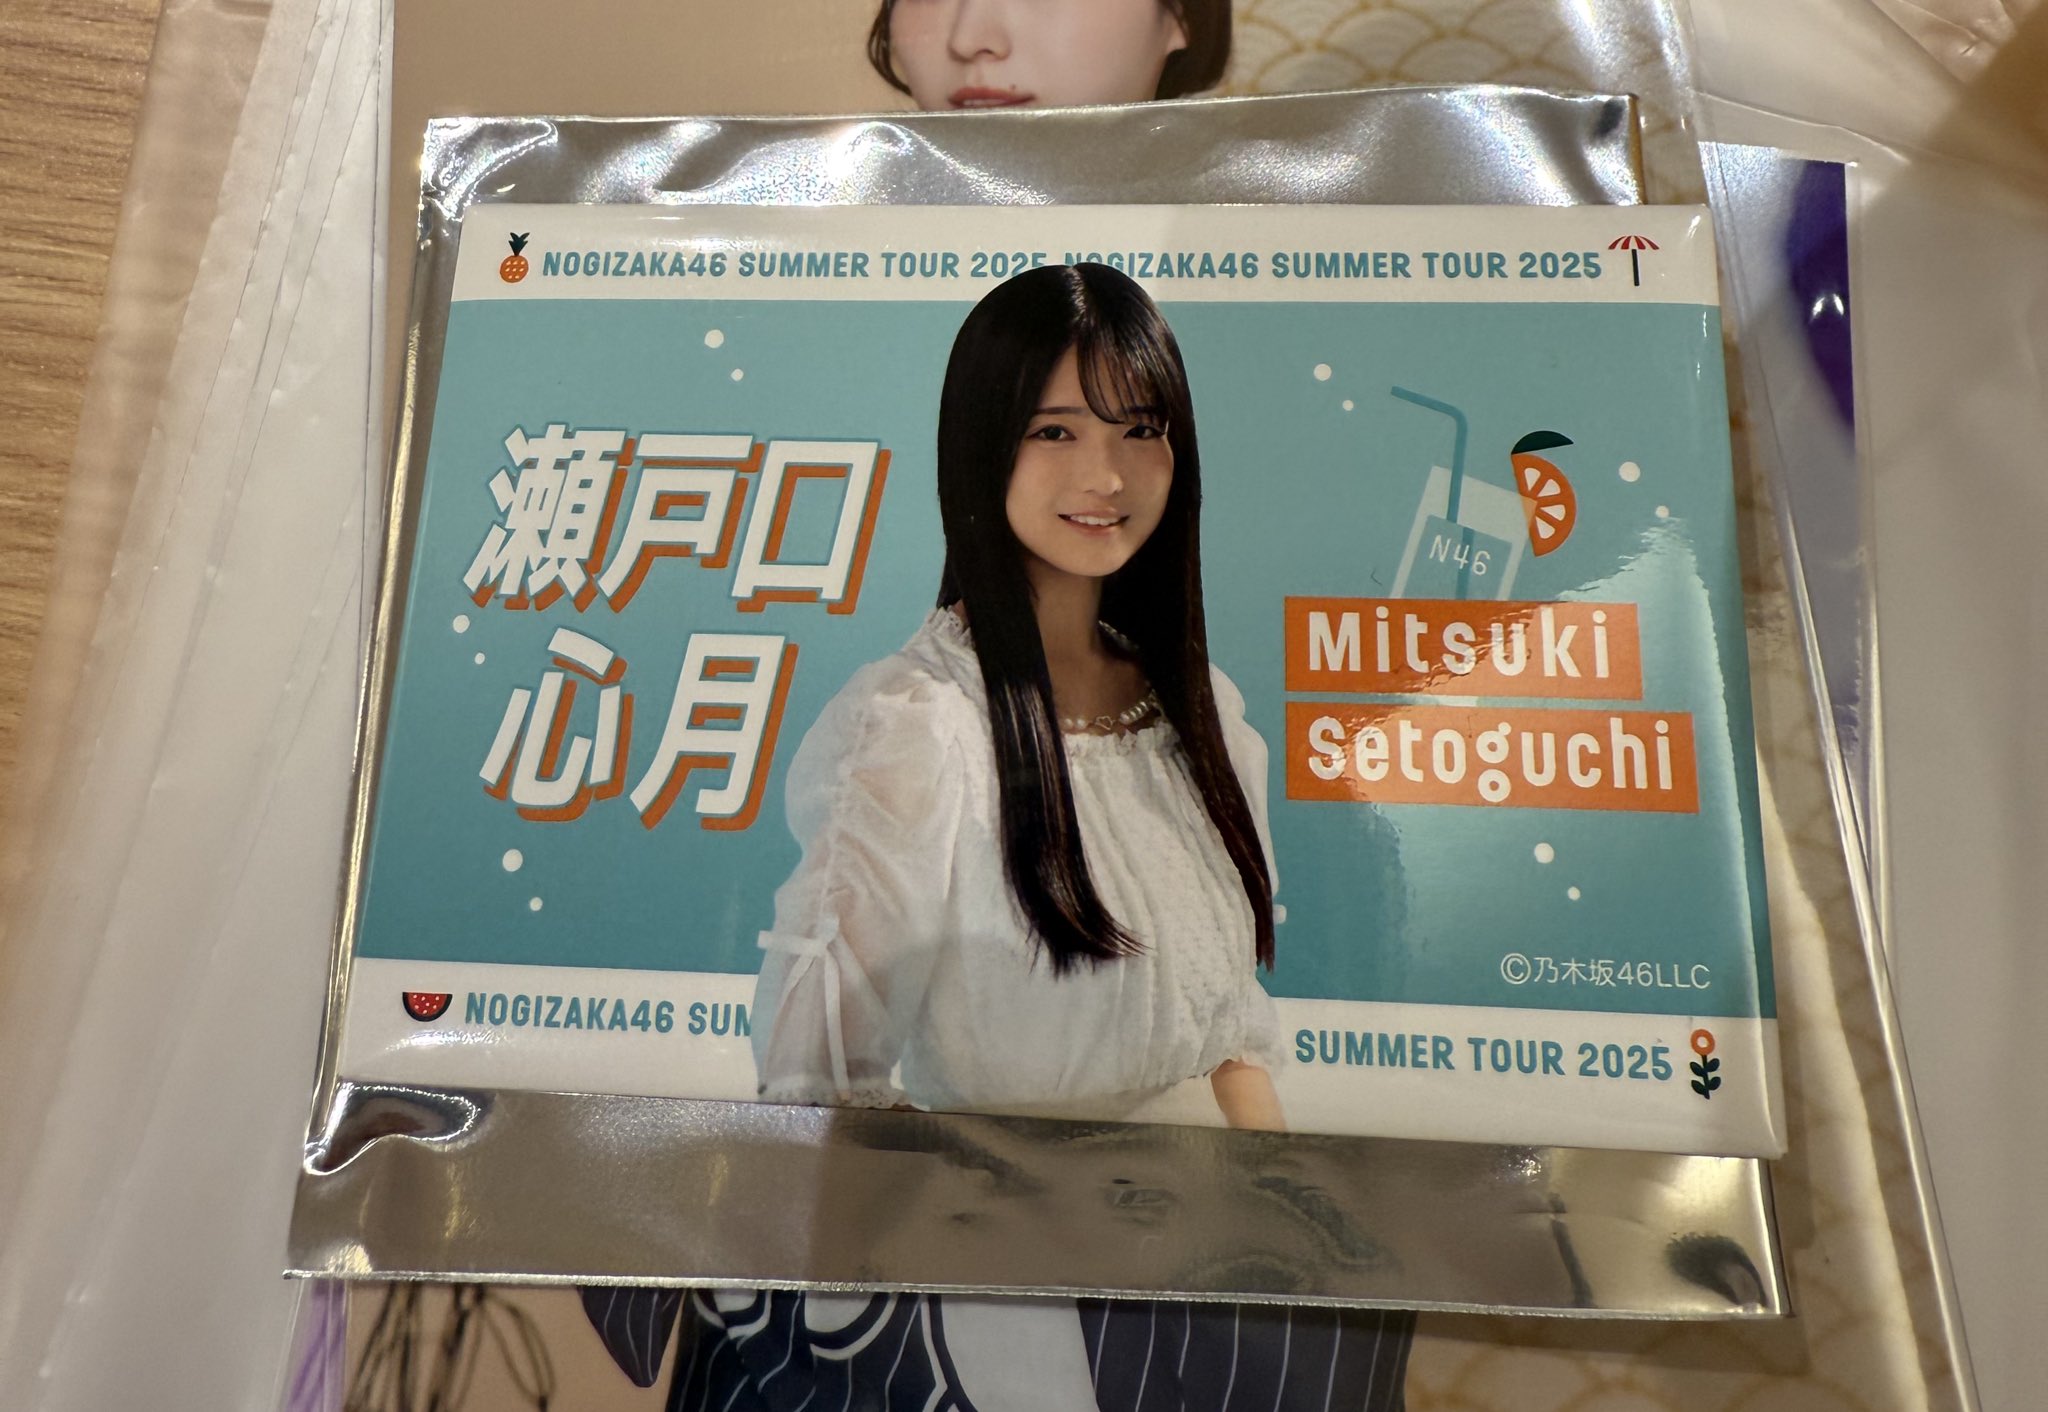 NOGIZAKA46 SUMMER TOUR 2025 NOGIZAKA46 SUMMER TOUR 2025
瀬戸口
心月
N46
Mitsuki
Setoguchi
©乃木坂46LLC
NOGIZAKA46 SUM
SUMMER TOUR 2025